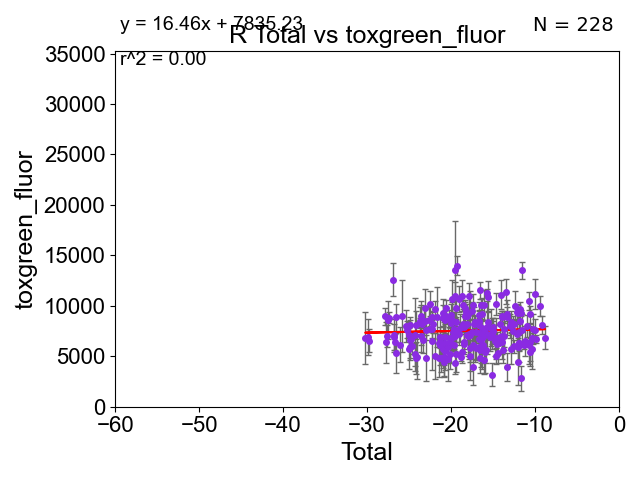 y = 16.46x + 7835.23
N = 228
R Total vs toxgreen_fluor
r^2 = 0.00
35000
30000
25000
20000
15000
10000
5000
0
toxgreen_fluor
−60 −50 −40 −30 −20 −10 0
Total